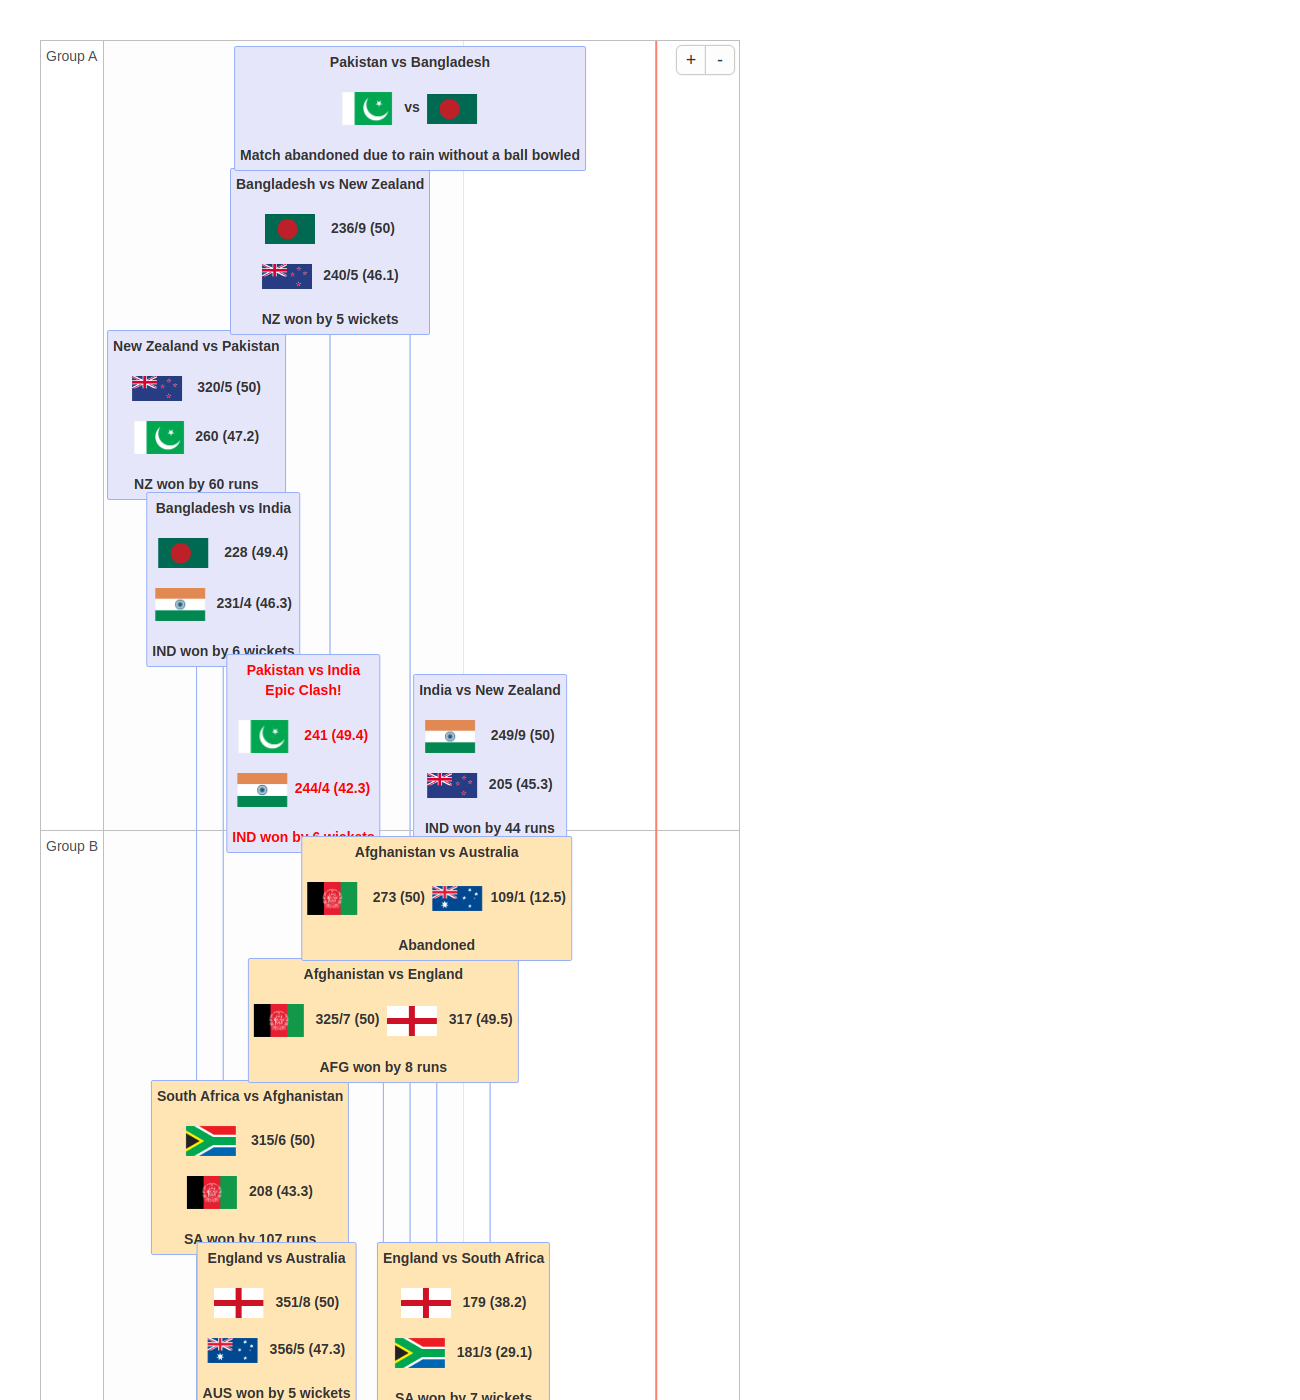 Group A
+ -
Pakistan vs Bangladesh
vs
Match abandoned due to rain without a ball bowled
Bangladesh vs New Zealand
236/9 (50)
240/5 (46.1)
NZ won by 5 wickets
New Zealand vs Pakistan
320/5 (50)
260 (47.2)
NZ won by 60 runs
Bangladesh vs India
228 (49.4)
231/4 (46.3)
IND won by 6 wickets
Pakistan vs India
Epic Clash!
241 (49.4)
244/4 (42.3)
IND won by 6 wickets
India vs New Zealand
249/9 (50)
205 (45.3)
IND won by 44 runs
Group B
Afghanistan vs Australia
273 (50) 109/1 (12.5)
Abandoned
Afghanistan vs England
325/7 (50) 317 (49.5)
AFG won by 8 runs
South Africa vs Afghanistan
315/6 (50)
208 (43.3)
SA won by 107 runs
England vs Australia
351/8 (50)
356/5 (47.3)
AUS won by 5 wickets
England vs South Africa
179 (38.2)
181/3 (29.1)
SA won by 7 wickets